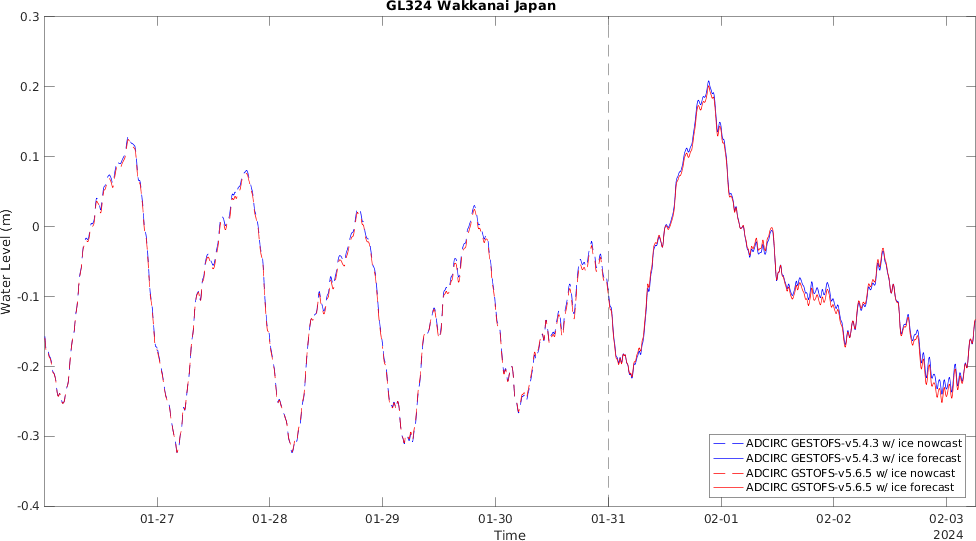 GL324 Wakkanai Japan
0.3
0.2
0.1
0
-0.1
-0.2
-0.3
-0.4
Water Level (m)
01-27
01-28
01-29
01-30
01-31
02-01
02-02
02-03
Time
2024
ADCIRC GESTOFS-v5.4.3 w/ ice nowcast
ADCIRC GESTOFS-v5.4.3 w/ ice forecast
ADCIRC GSTOFS-v5.6.5 w/ ice nowcast
ADCIRC GSTOFS-v5.6.5 w/ ice forecast